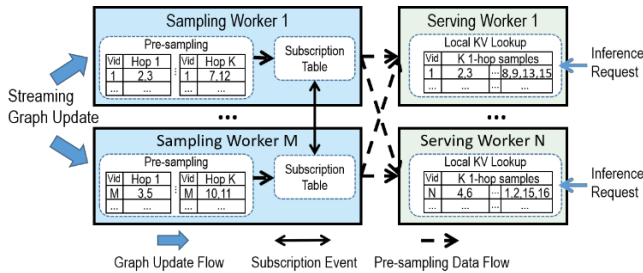 Sampling Worker 1
Pre-sampling
Vid Hop 1 Vid Hop K
1 2,3 1 7,12
... ... ... ...
Subscription
Table
Serving Worker 1
Local KV Lookup
Vid K 1-hop samples
1 2,3 ... 8,9,13,15
... ... ...
Inference
Request
Streaming
Graph Update
...
...
Sampling Worker M
Pre-sampling
Vid Hop 1 Vid Hop K
M 3,5 M 10,11
... ... ... ...
Subscription
Table
Serving Worker N
Local KV Lookup
Vid K 1-hop samples
N 4,6 ... 1,2,15,16
... ... ...
Inference
Request
Graph Update Flow
Subscription Event
Pre-sampling Data Flow